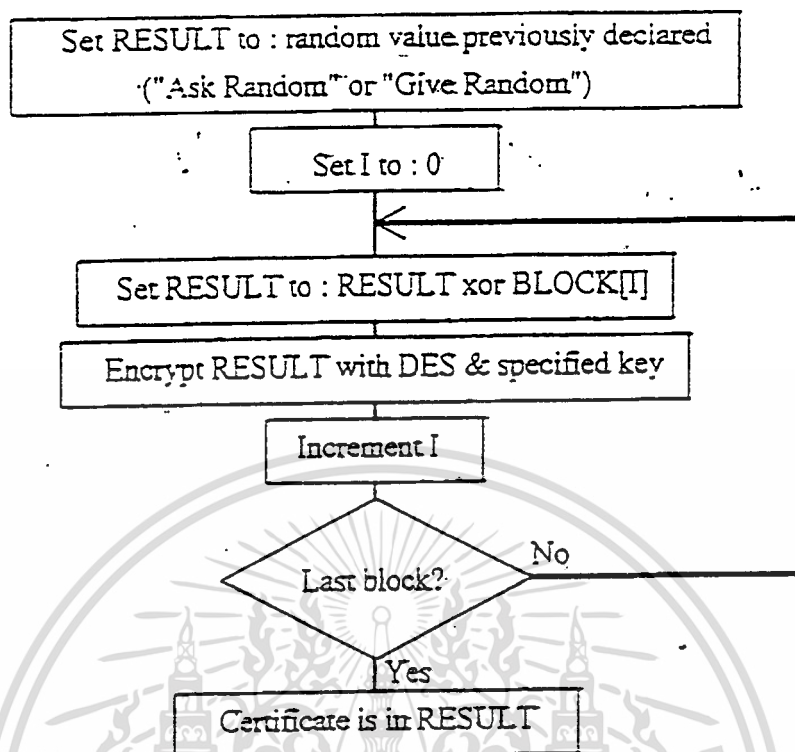 Set RESULT to : random value previously declared
("Ask Random" or "Give Random")
Set I to : 0
Set RESULT to : RESULT xor BLOCK[I]
Encrypt RESULT with DES & specified key
Increment I
Last block?
No
Yes
Certificate is in RESULT